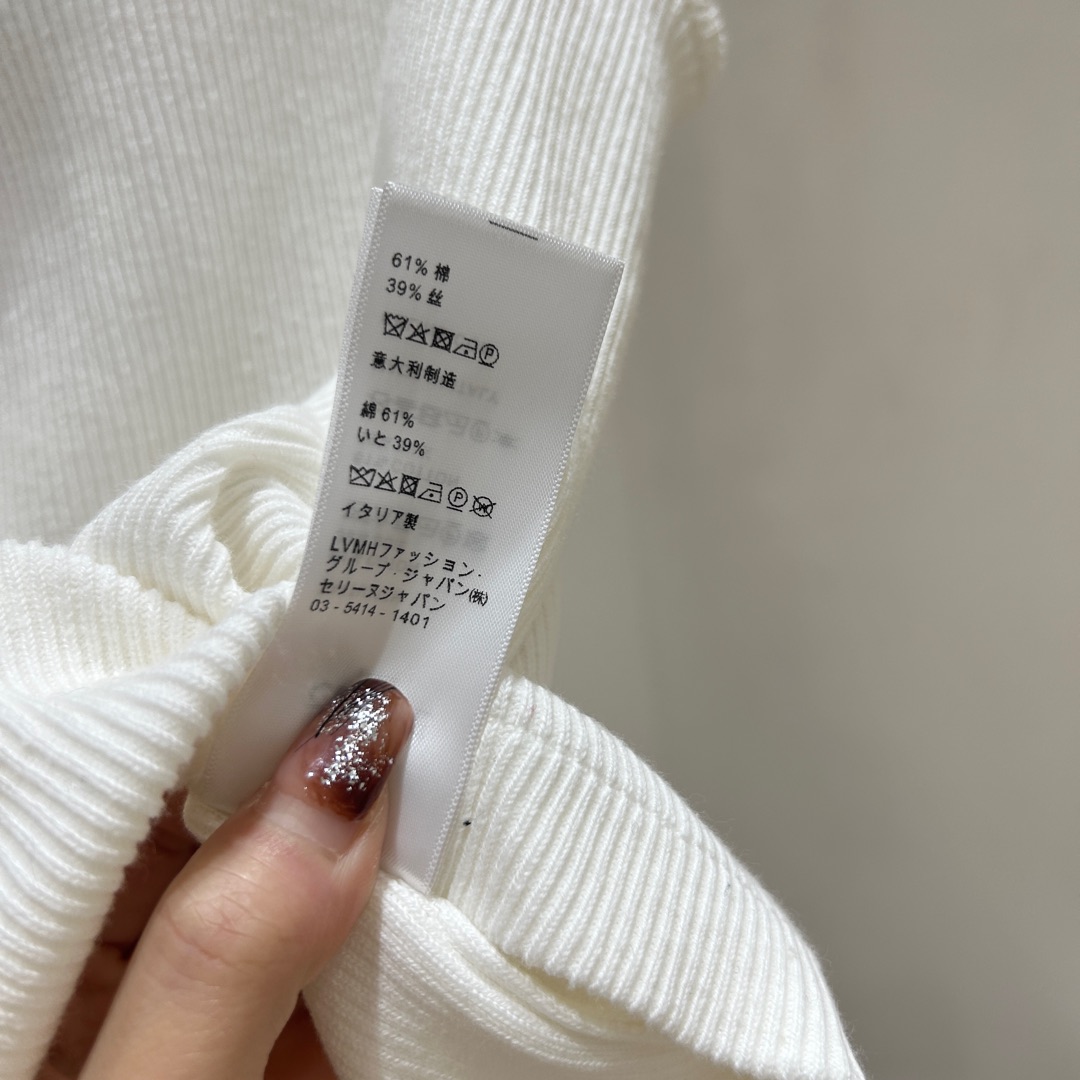 61% 棉
39% 丝
意大利制造
綿 61%
いと 39%
イタリア製
LVMHファッション・
グループ・ジャパン㈱
セリーヌジャパン
03 - 5414 - 1401